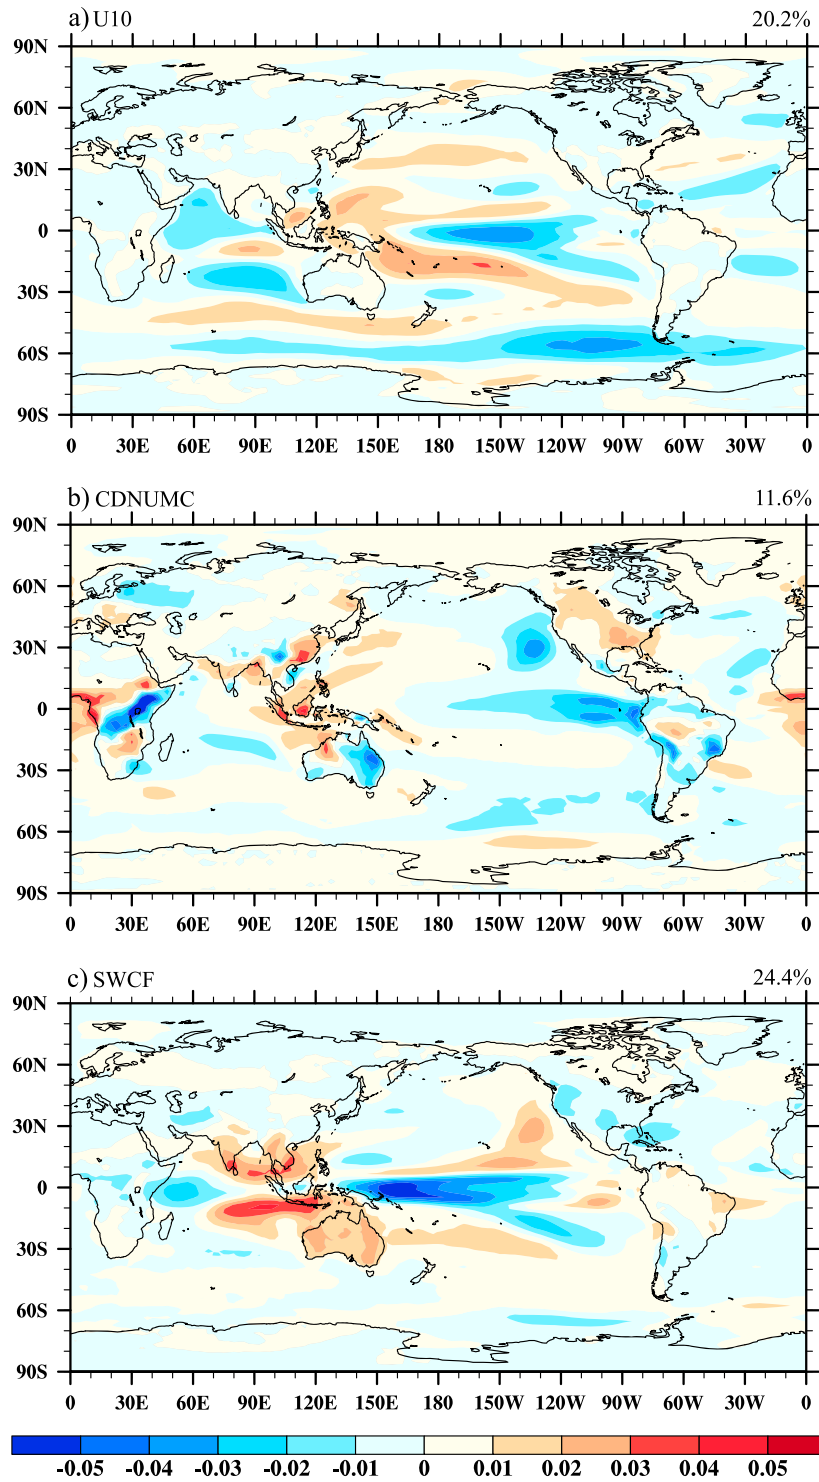 a) U10 20.2%
90N
60N
30N
0
30S
60S
90S
0 30E 60E 90E 120E 150E 180 150W 120W 90W 60W 30W 0
b) CDNUMC 11.6%
90N
60N
30N
0
30S
60S
90S
0 30E 60E 90E 120E 150E 180 150W 120W 90W 60W 30W 0
c) SWCF 24.4%
90N
60N
30N
0
30S
60S
90S
0 30E 60E 90E 120E 150E 180 150W 120W 90W 60W 30W 0
-0.05 -0.04 -0.03 -0.02 -0.01 0 0.01 0.02 0.03 0.04 0.05